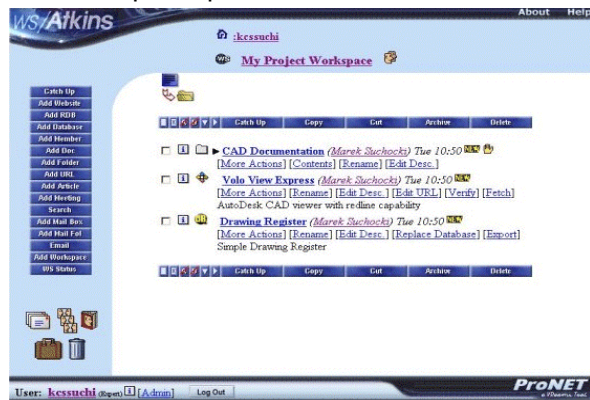 About Help
WS/Atkins
:kcssuchi
WS My Project Workspace
Catch Up
Add Website
Add RDB
Add Database
Add Member
Add Doc
Add Folder
Add URL
Add Article
Add Meeting
Search
Add Mail Box
Add Mail Fol
Email
Add Workspace
WS Status
Catch Up Copy Cut Archive Delete
CAD Documentation (Marek Suchocki) Tue 10:50 NEW
[More Actions] [Contents] [Rename] [Edit Desc.]
Volo View Express (Marek Suchocki) Tue 10:50 NEW
[More Actions] [Rename] [Edit Desc.] [Edit URL] [Verify] [Fetch]
AutoDesk CAD viewer with redline capability
Drawing Register (Marek Suchocki) Tue 10:50 NEW
[More Actions] [Rename] [Edit Desc.] [Replace Database] [Export]
Simple Drawing Register
Catch Up Copy Cut Archive Delete
User: kcssuchi (Expert) [Admin] Log Out
ProNET